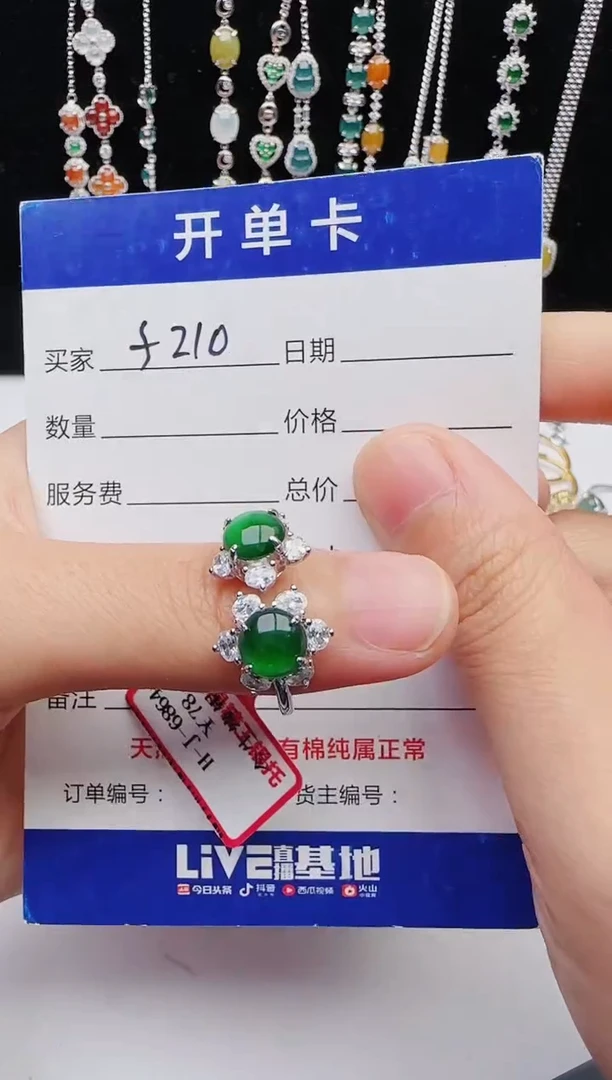 开单卡
买家 f210 日期
数量 价格
服务费 总价
备注
天 有棉纯属正常
H-J-6864
Y78
订单编号： 货主编号：
LiVE直播基地
今日头条 抖音 西瓜视频 火山